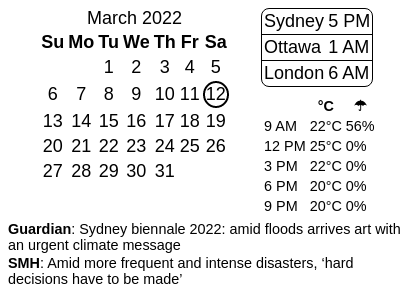 March 2022
Su Mo Tu We Th Fr Sa
1 2 3 4 5
6 7 8 9 10 11 12
13 14 15 16 17 18 19
20 21 22 23 24 25 26
27 28 29 30 31
Sydney 5 PM
Ottawa 1 AM
London 6 AM
°C ☂
9 AM 22°C 56%
12 PM 25°C 0%
3 PM 22°C 0%
6 PM 20°C 0%
9 PM 20°C 0%
Guardian: Sydney biennale 2022: amid floods arrives art with
an urgent climate message
SMH: Amid more frequent and intense disasters, ‘hard
decisions have to be made’